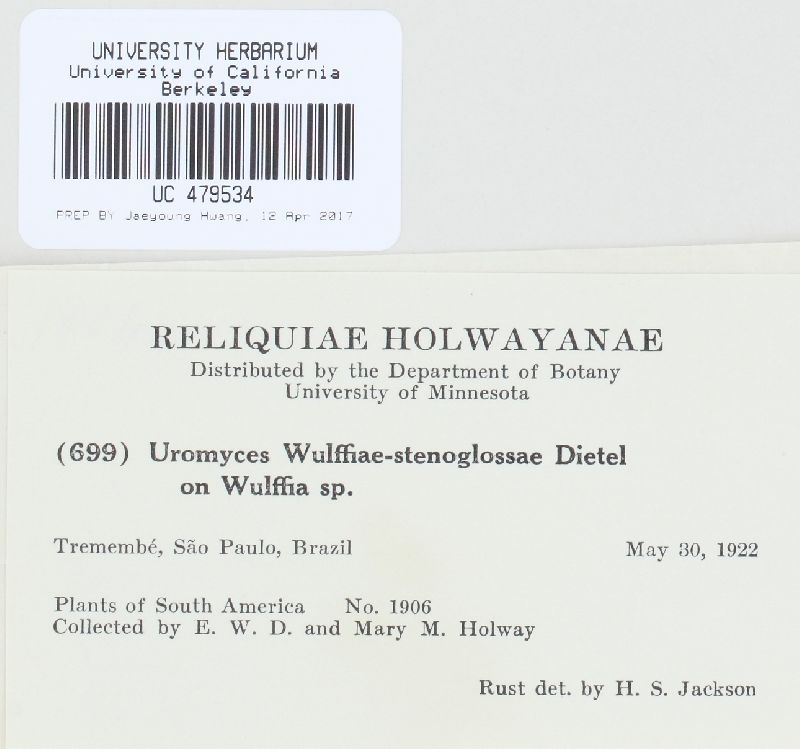 UNIVERSITY HERBARIUM
University of California
Berkeley
UC 479534
PREP BY Jaeyoung Hwang, 12 Apr 2017
RELIQUIAE HOLWAYANAE
Distributed by the Department of Botany
University of Minnesota
(699) Uromyces Wulffiae-stenoglossae Dietel
on Wulffia sp.
Tremembé, São Paulo, Brazil May 30, 1922
Plants of South America No. 1906
Collected by E. W. D. and Mary M. Holway
Rust det. by H. S. Jackson